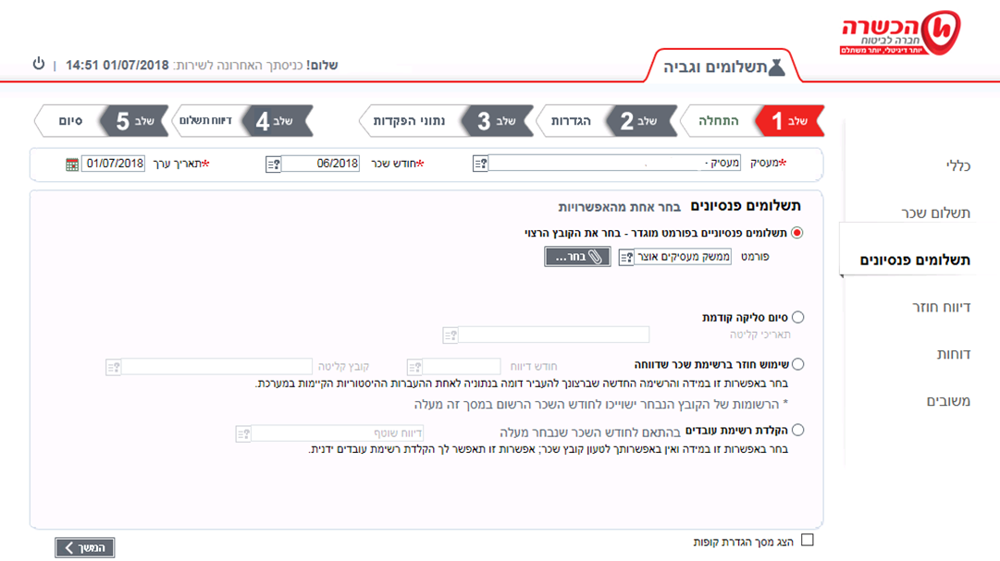 הכשרה
חברה לביטוח
יותר דיגיטלי, יותר משתלם
תשלומים וגביה
שלום! כניסתך האחרונה לשירות: 01/07/2018 14:51 |
שלב 1 התחלה
שלב 2 הגדרות
שלב 3 נתוני הפקדות
שלב 4 דיווח תשלום
שלב 5 סיום
*מעסיק מעסיק -
*חודש שכר 06/2018
*תאריך ערך 01/07/2018
כללי
תשלום שכר
תשלומים פנסיונים
דיווח חוזר
דוחות
משובים
תשלומים פנסיונים בחר אחת מהאפשרויות
תשלומים פנסיוניים בפורמט מוגדר - בחר את הקובץ הרצוי
פורמט ממשק מעסיקים אוצר בחר...
סיום סליקה קודמת
תאריכי קליטה
שימוש חוזר ברשימת שכר שדווחה חודש דיווח קובץ קליטה
בחר באפשרות זו במידה והרשימה החדשה שברצונך להעביר דומה בנתוניה לאחת ההעברות ההיסטוריות הקיימות במערכת.
* הרשומות של הקובץ הנבחר ישוייכו לחודש השכר הרשום במסך זה מעלה
הקלדת רשימת עובדים בהתאם לחודש השכר שנבחר מעלה דיווח שוטף
בחר באפשרות זו במידה ואין באפשרותך לטעון קובץ שכר; אפשרות זו תאפשר לך הקלדת רשימת עובדים ידנית.
הצג מסך הגדרת קופות
המשך